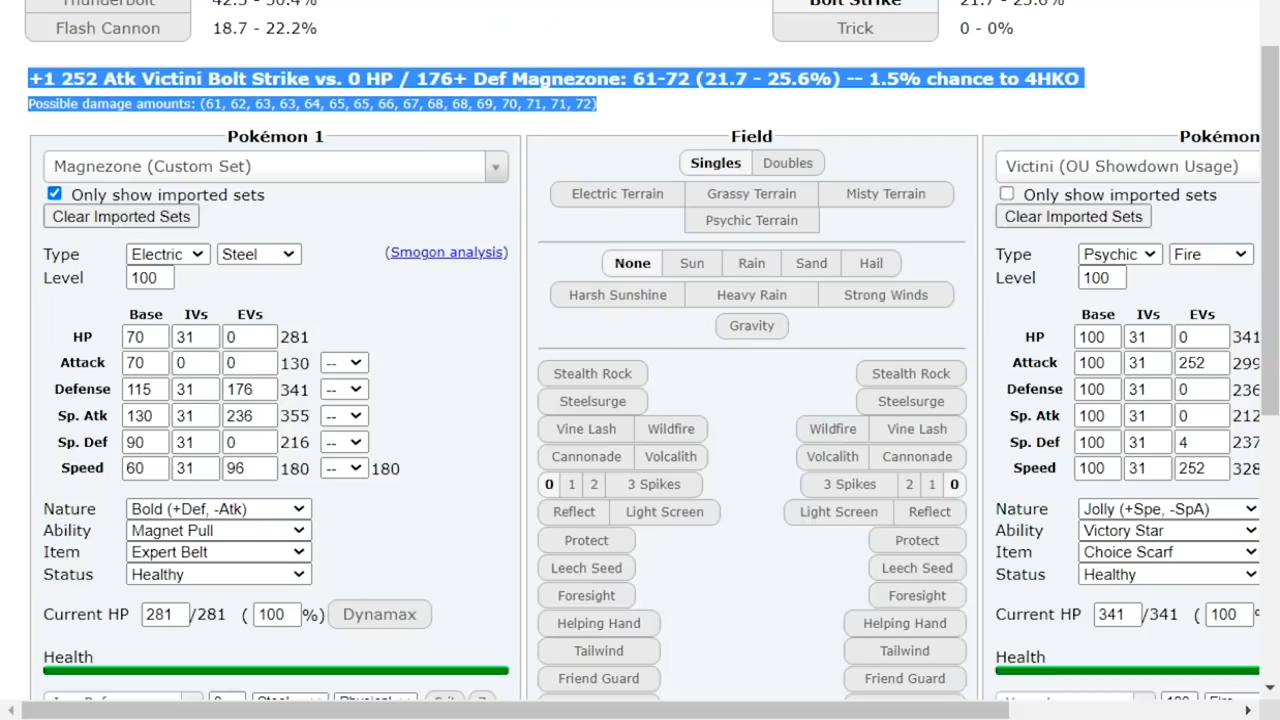 Thunderbolt 42.3 - 50.4% Bolt Strike 21.7 - 25.6%
Flash Cannon 18.7 - 22.2% Trick 0 - 0%
+1 252 Atk Victini Bolt Strike vs. 0 HP / 176+ Def Magnezone: 61-72 (21.7 - 25.6%) -- 1.5% chance to 4HKO
Possible damage amounts: (61, 62, 63, 63, 64, 65, 65, 66, 67, 68, 68, 69, 70, 71, 71, 72)
Pokémon 1
Magnezone (Custom Set)
Only show imported sets
Clear Imported Sets
Type Electric Steel (Smogon analysis)
Level 100
Base IVs EVs
HP 70 31 0 281
Attack 70 0 0 130 --
Defense 115 31 176 341 --
Sp. Atk 130 31 236 355 --
Sp. Def 90 31 0 216 --
Speed 60 31 96 180 -- 180
Nature Bold (+Def, -Atk)
Ability Magnet Pull
Item Expert Belt
Status Healthy
Current HP 281 /281 ( 100 %) Dynamax
Health
Field
Singles Doubles
Electric Terrain Grassy Terrain Misty Terrain
Psychic Terrain
None Sun Rain Sand Hail
Harsh Sunshine Heavy Rain Strong Winds
Gravity
Stealth Rock Stealth Rock
Steelsurge Steelsurge
Vine Lash Wildfire Wildfire Vine Lash
Cannonade Volcalith Volcalith Cannonade
0 1 2 3 Spikes 3 Spikes 2 1 0
Reflect Light Screen Light Screen Reflect
Protect Protect
Leech Seed Leech Seed
Foresight Foresight
Helping Hand Helping Hand
Tailwind Tailwind
Friend Guard Friend Guard
Pokémon
Victini (OU Showdown Usage)
Only show imported sets
Clear Imported Sets
Type Psychic Fire
Level 100
Base IVs EVs
HP 100 31 0 341
Attack 100 31 252 299
Defense 100 31 0 236
Sp. Atk 100 31 0 212
Sp. Def 100 31 4 237
Speed 100 31 252 328
Nature Jolly (+Spe, -SpA)
Ability Victory Star
Item Choice Scarf
Status Healthy
Current HP 341 /341 ( 100
Health